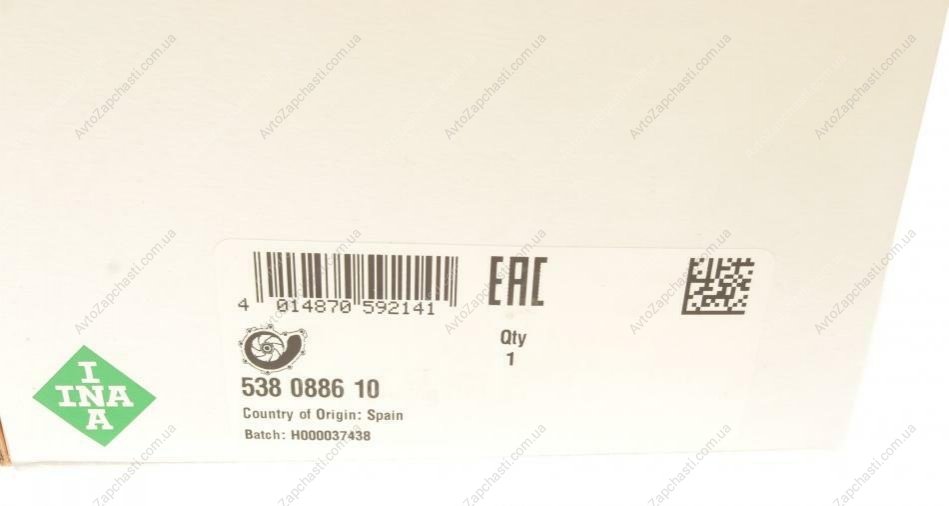 4 014870 592141
EAC
Qty
1
538 0886 10
Country of Origin: Spain
Batch: H000037438
I
INA
A
AvtoZapchasti.com.ua